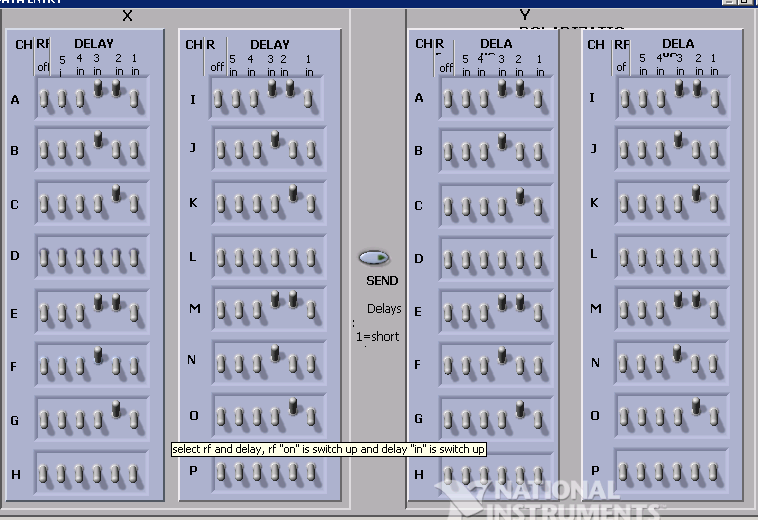 DATA ENTRY
X
Y
CH RF DELAY
off 5 4 3 2 1
in in in in in
A
B
C
D
E
F
G
H
CH R DELAY
off 5 4 3 2 1
in in in in in
I
J
K
L
M
N
O
P
SEND
Delays
1=short
CH R DELA
off 5 4 3 2 1
in in in in
A
B
C
D
E
F
G
H
CH RF DELA
of 5 4 3 2 1
in in in in
I
J
K
L
M
N
O
P
select rf and delay, rf "on" is switch up and delay "in" is switch up
NATIONAL
INSTRUMENTS